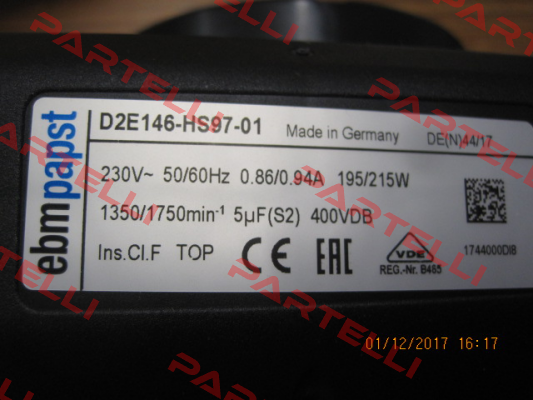 ebmpapst
D2E146-HS97-01 Made in Germany DE(N)44/17
230V~ 50/60Hz 0.86/0.94A 195/215W
1350/1750min⁻¹ 5µF(S2) 400VDB
Ins.Cl.F TOP CE EAC VDE
REG.-Nr. B485
1744000DIB
01/12/2017 16:17
PARTELLI
PARTELLI
PARTELLI
PARTELLI
PARTELLI
PARTELLI